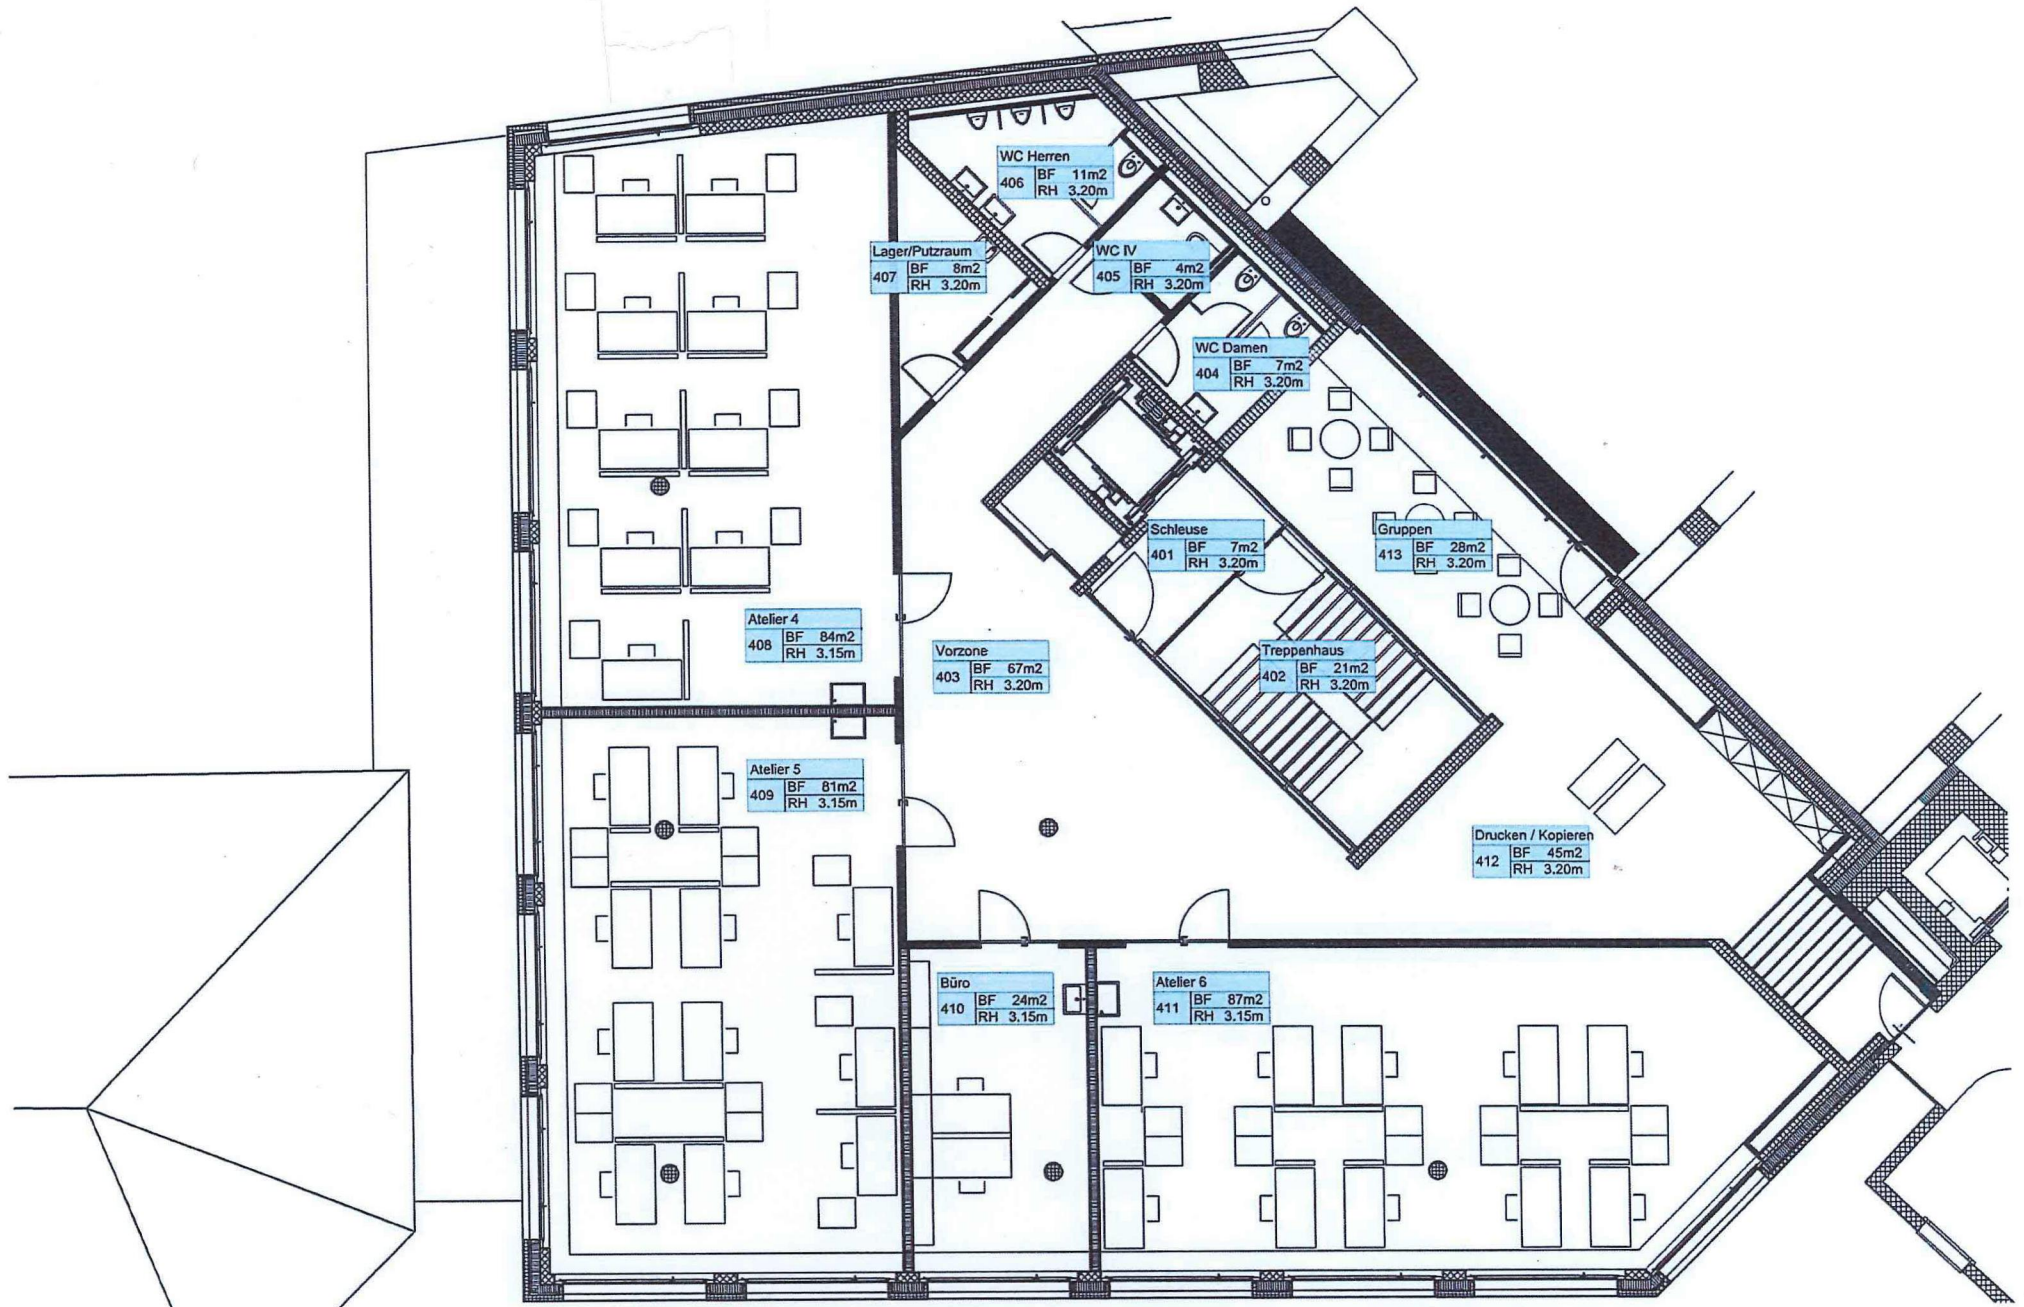 WC Herren
406 BF 11m2
RH 3.20m
Lager/Putzraum
407 BF 8m2
RH 3.20m
WC IV
405 BF 4m2
RH 3.20m
WC Damen
404 BF 7m2
RH 3.20m
Schleuse
401 BF 7m2
RH 3.20m
Gruppen
413 BF 28m2
RH 3.20m
Atelier 4
408 BF 84m2
RH 3.15m
Vorzone
403 BF 67m2
RH 3.20m
Treppenhaus
402 BF 21m2
RH 3.20m
Atelier 5
409 BF 81m2
RH 3.15m
Drucken / Kopieren
412 BF 45m2
RH 3.20m
Büro
410 BF 24m2
RH 3.15m
Atelier 6
411 BF 87m2
RH 3.15m